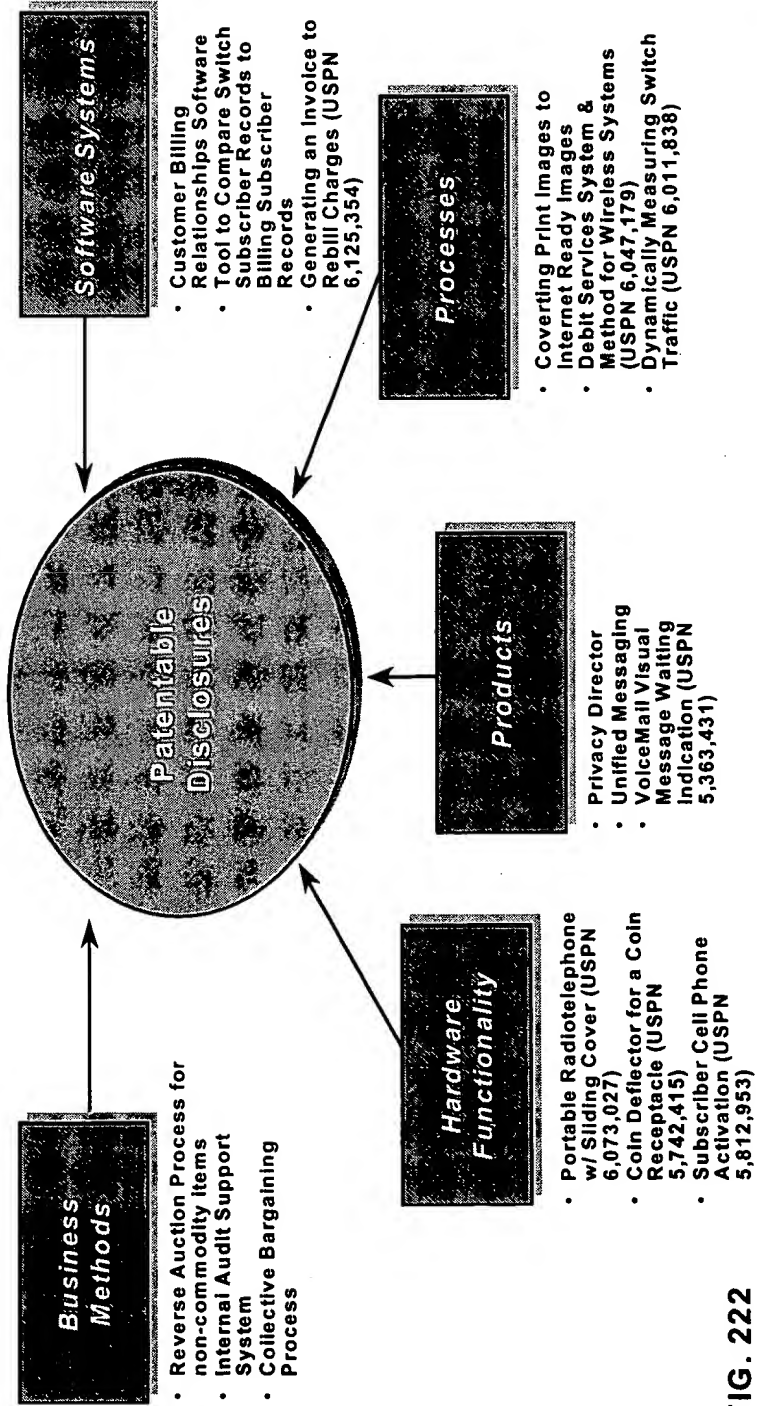 Patentable
Disclosures
Business
Methods
• Reverse Auction Process for
non-commodity items
• Internal Audit Support
System
• Collective Bargaining
Process
Hardware
Functionality
• Portable Radiotelephone
w/ Sliding Cover (USPN
6,073,027)
• Coin Deflector for a Coin
Receptacle (USPN
5,742,415)
• Subscriber Cell Phone
Activation (USPN
5,812,953)
Products
• Privacy Director
• Unified Messaging
• VoiceMail Visual
Message Waiting
Indication (USPN
5,363,431)
Processes
• Coverting Print Images to
Internet Ready Images
• Debit Services System &
Method for Wireless Systems
(USPN 6,047,179)
• Dynamically Measuring Switch
Traffic (USPN 6,011,838)
Software Systems
• Customer Billing
Relationships Software
• Tool to Compare Switch
Subscriber Records to
Billing Subscriber
Records
• Generating an Invoice to
Rebill Charges (USPN
6,125,354)
IG. 222